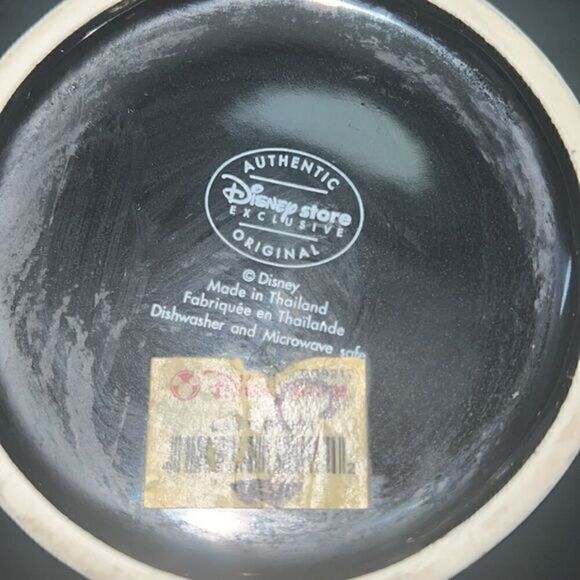 AUTHENTIC
Disney store
EXCLUSIVE
ORIGINAL
© Disney
Made in Thailand
Fabriquée en Thaïlande
Dishwasher and Microwave safe